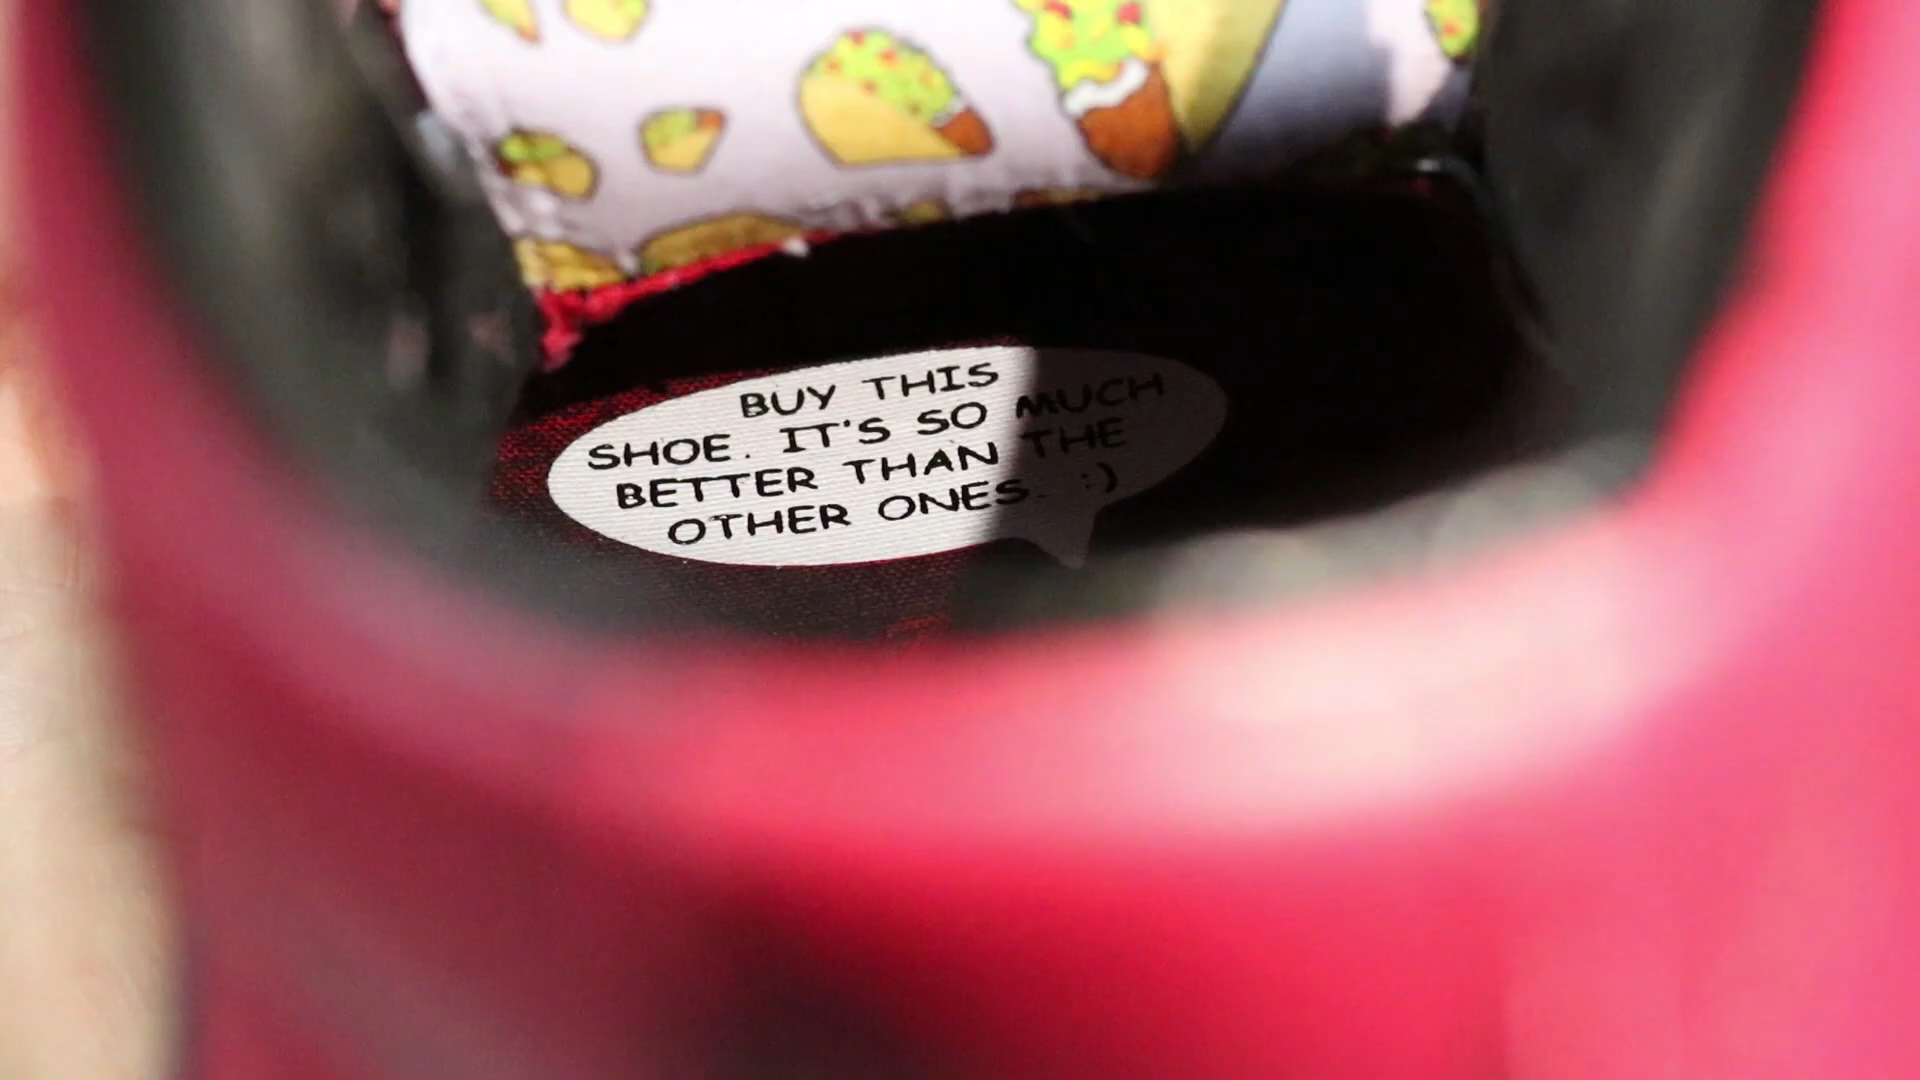 BUY THIS
SHOE. IT'S SO MUCH
BETTER THAN THE
OTHER ONES. :)